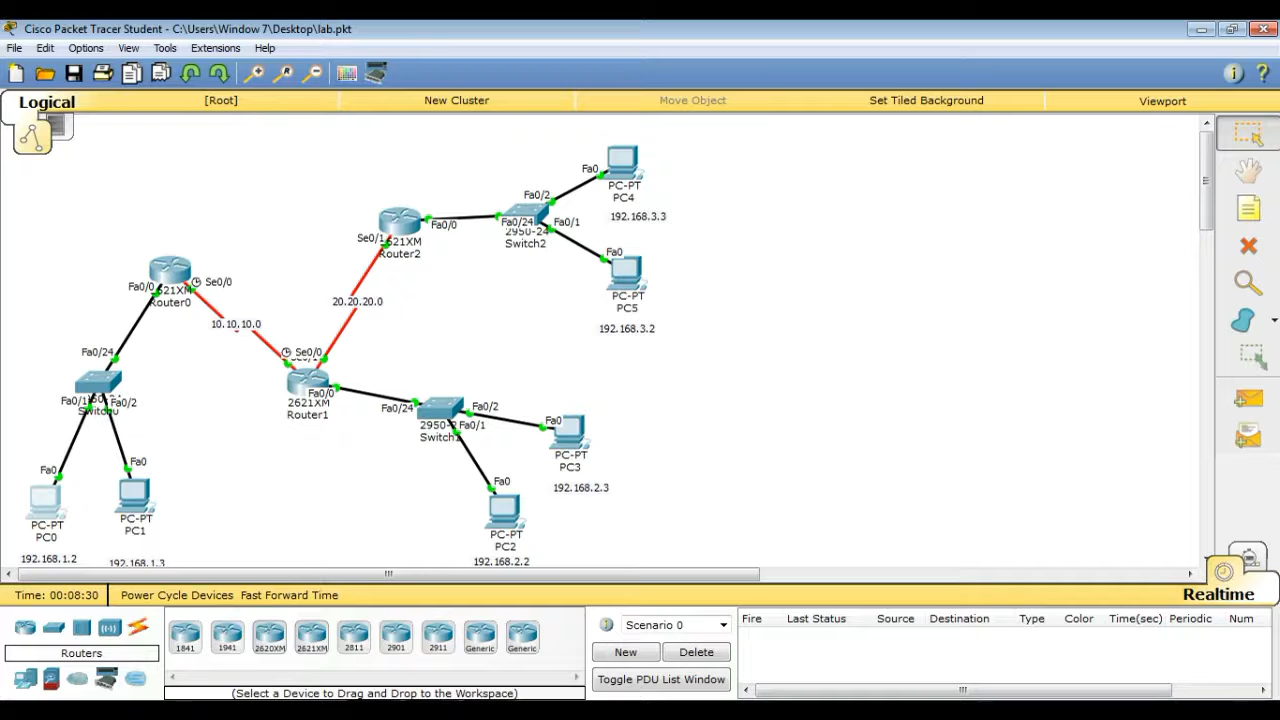 Cisco Packet Tracer Student - C:\Users\Window 7\Desktop\lab.pkt
File Edit Options View Tools Extensions Help
Logical [Root] New Cluster Move Object Set Tiled Background Viewport
Fa0
PC-PT
PC4
192.168.3.3
Fa0/2
Fa0/24
Fa0/1
2950-24
Switch2
Fa0/0
Se0/1
621XM
Router2
Fa0
PC-PT
PC5
192.168.3.2
20.20.20.0
Fa0/0
Se0/0
621XM
Router0
10.10.10.0
Se0/0
Fa0/0
2621XM
Router1
Fa0/24
Fa0/1
Fa0/2
Fa0/24
Fa0/2
Fa0/1
2950-2
Switch1
Fa0
PC-PT
PC3
192.168.2.3
Fa0
PC-PT
PC2
192.168.2.2
Fa0
PC-PT
PC0
192.168.1.2
Fa0
PC-PT
PC1
192.168.1.3
Time: 00:08:30 Power Cycle Devices Fast Forward Time
Realtime
Routers
1841 1941 2620XM 2621XM 2811 2901 2911 Generic Generic
(Select a Device to Drag and Drop to the Workspace)
Scenario 0
New Delete
Toggle PDU List Window
Fire Last Status Source Destination Type Color Time(sec) Periodic Num